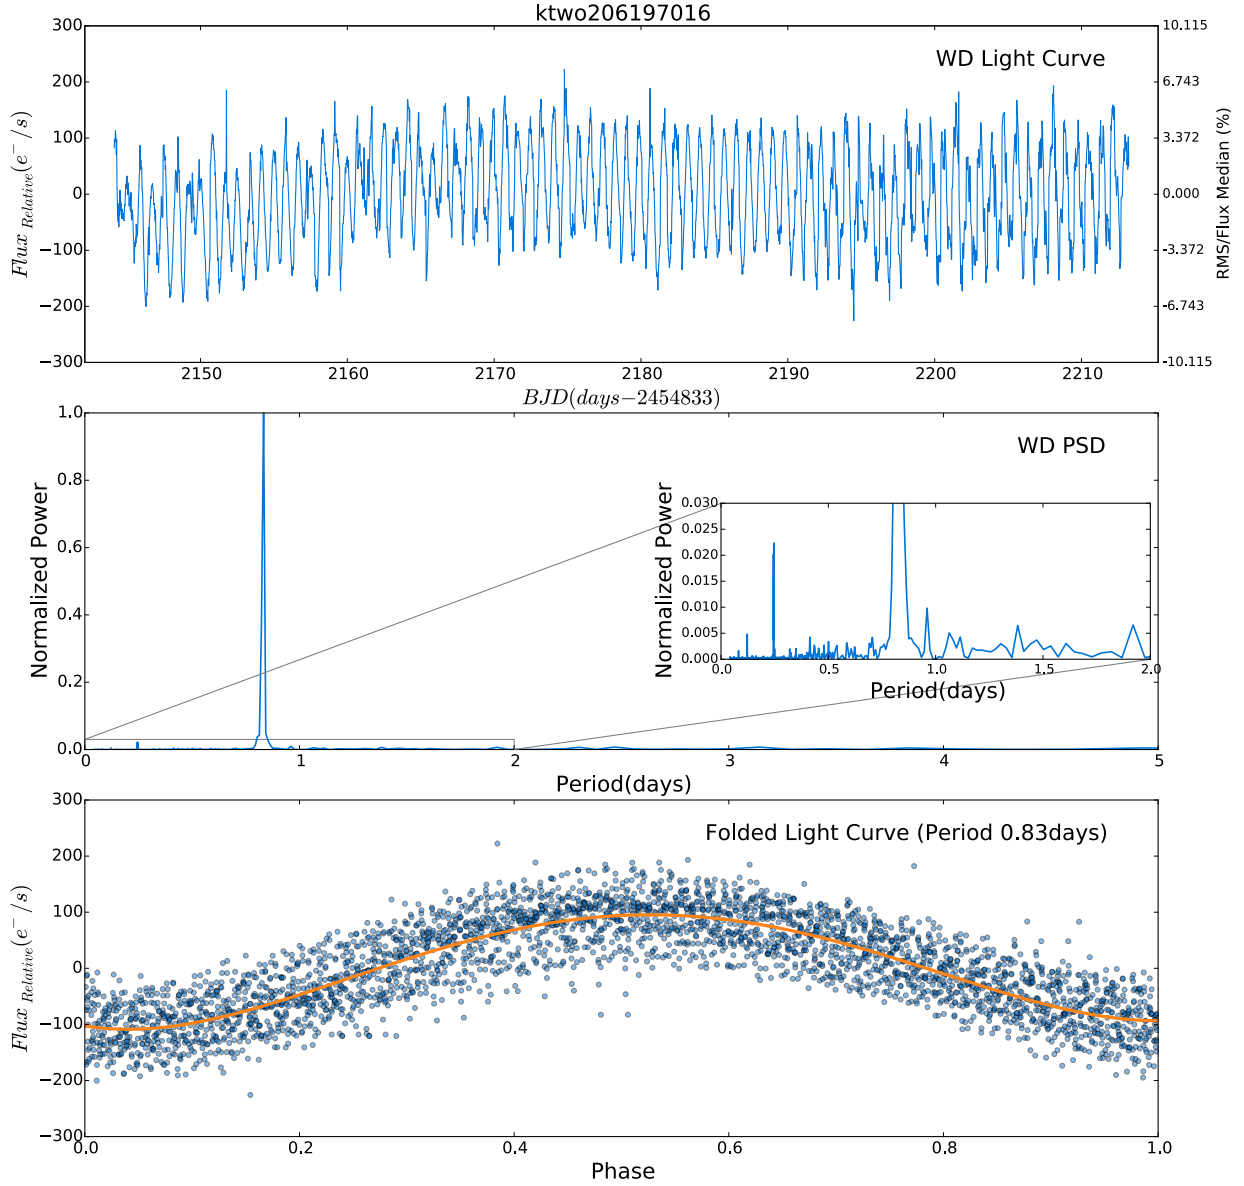 ktwo206197016
WD Light Curve
300
200
100
0
−100
−200
−300
10.115
6.743
3.372
0.000
-3.372
-6.743
-10.115
Flux Relative(e⁻/s)
RMS/Flux Median (%)
2150 2160 2170 2180 2190 2200 2210
BJD(days−2454833)
WD PSD
1.0
0.8
0.6
0.4
0.2
0.0
Normalized Power
0 1 2 3 4 5
Period(days)
0.030
0.025
0.020
0.015
0.010
0.005
0.000
Normalized Power
0.0 0.5 1.0 1.5 2.0
Period(days)
Folded Light Curve (Period 0.83days)
300
200
100
0
−100
−200
−300
Flux Relative(e⁻/s)
0.0 0.2 0.4 0.6 0.8 1.0
Phase